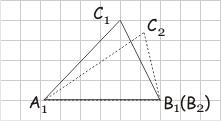 C₁
C₂
A₁ B₁(B₂)